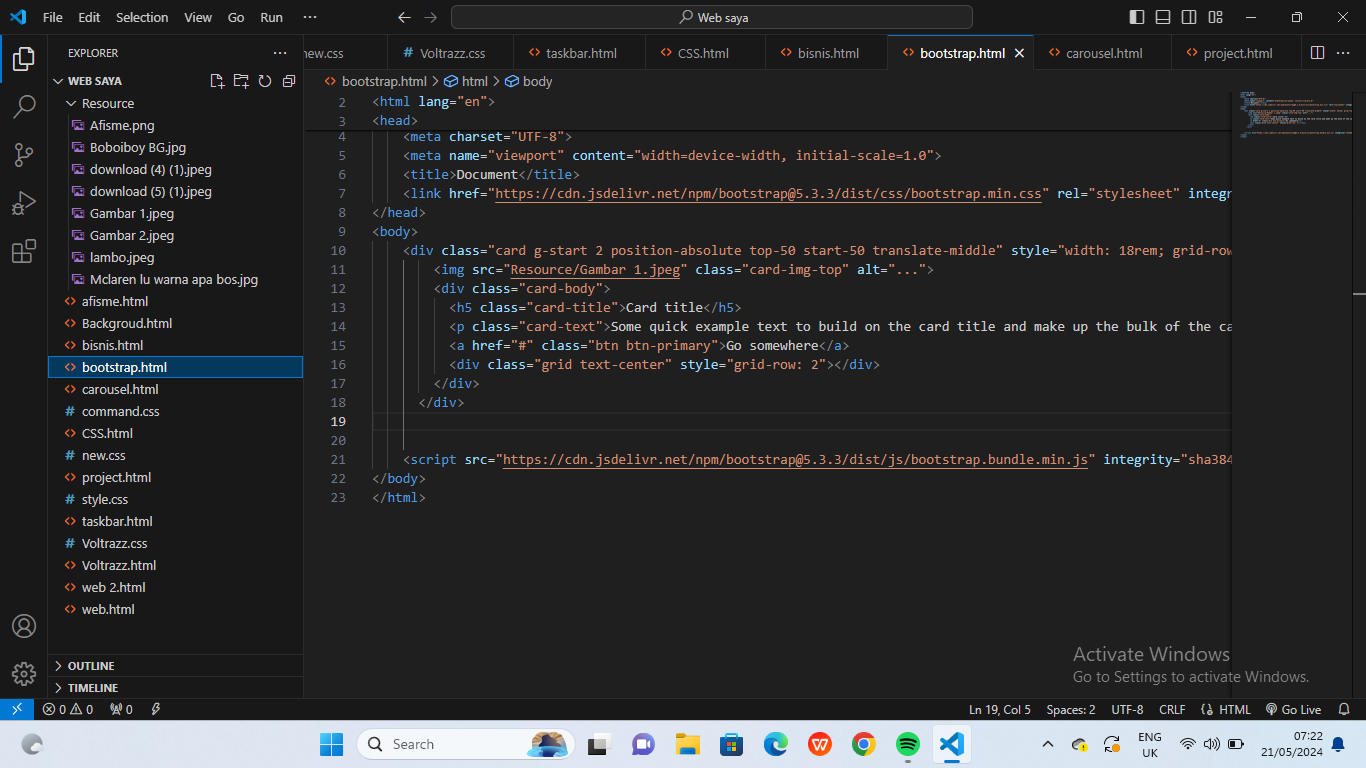 File Edit Selection View Go Run ···
Web saya
EXPLORER
new.css Voltrazz.css taskbar.html CSS.html bisnis.html bootstrap.html carousel.html project.html
WEB SAYA
bootstrap.html > html > body
Resource
Afisme.png
Boboiboy BG.jpg
download (4) (1).jpeg
download (5) (1).jpeg
Gambar 1.jpeg
Gambar 2.jpeg
lambo.jpeg
Mclaren lu warna apa bos.jpg
afisme.html
Backgroud.html
bisnis.html
bootstrap.html
carousel.html
command.css
CSS.html
new.css
project.html
style.css
taskbar.html
Voltrazz.css
Voltrazz.html
web 2.html
web.html
OUTLINE
TIMELINE
2 <html lang="en">
3 <head>
4 <meta charset="UTF-8">
5 <meta name="viewport" content="width=device-width, initial-scale=1.0">
6 <title>Document</title>
7 <link href="https://cdn.jsdelivr.net/npm/bootstrap@5.3.3/dist/css/bootstrap.min.css" rel="stylesheet" integr
8 </head>
9 <body>
10 <div class="card g-start 2 position-absolute top-50 start-50 translate-middle" style="width: 18rem; grid-row
11 <img src="Resource/Gambar 1.jpeg" class="card-img-top" alt="...">
12 <div class="card-body">
13 <h5 class="card-title">Card title</h5>
14 <p class="card-text">Some quick example text to build on the card title and make up the bulk of the ca
15 <a href="#" class="btn btn-primary">Go somewhere</a>
16 <div class="grid text-center" style="grid-row: 2"></div>
17 </div>
18 </div>
19
20
21 <script src="https://cdn.jsdelivr.net/npm/bootstrap@5.3.3/dist/js/bootstrap.bundle.min.js" integrity="sha384
22 </body>
23 </html>
Activate Windows
Go to Settings to activate Windows.
0 0 0 Ln 19, Col 5 Spaces: 2 UTF-8 CRLF HTML Go Live
Search
ENG
UK
07:22
21/05/2024